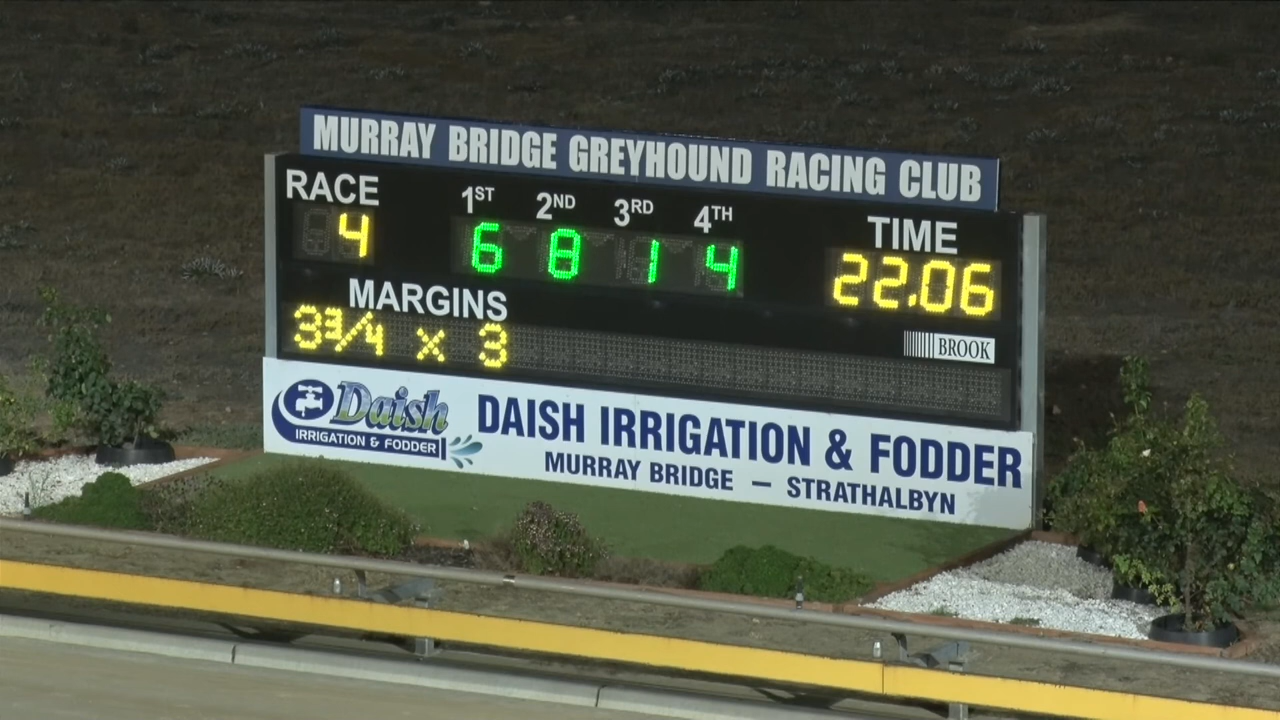 MURRAY BRIDGE GREYHOUND RACING CLUB
RACE 1ST 2ND 3RD 4TH TIME
4 6 8 1 4 22.06
MARGINS
3¾ x 3
BROOK
Daish
IRRIGATION & FODDER
DAISH IRRIGATION & FODDER
MURRAY BRIDGE – STRATHALBYN